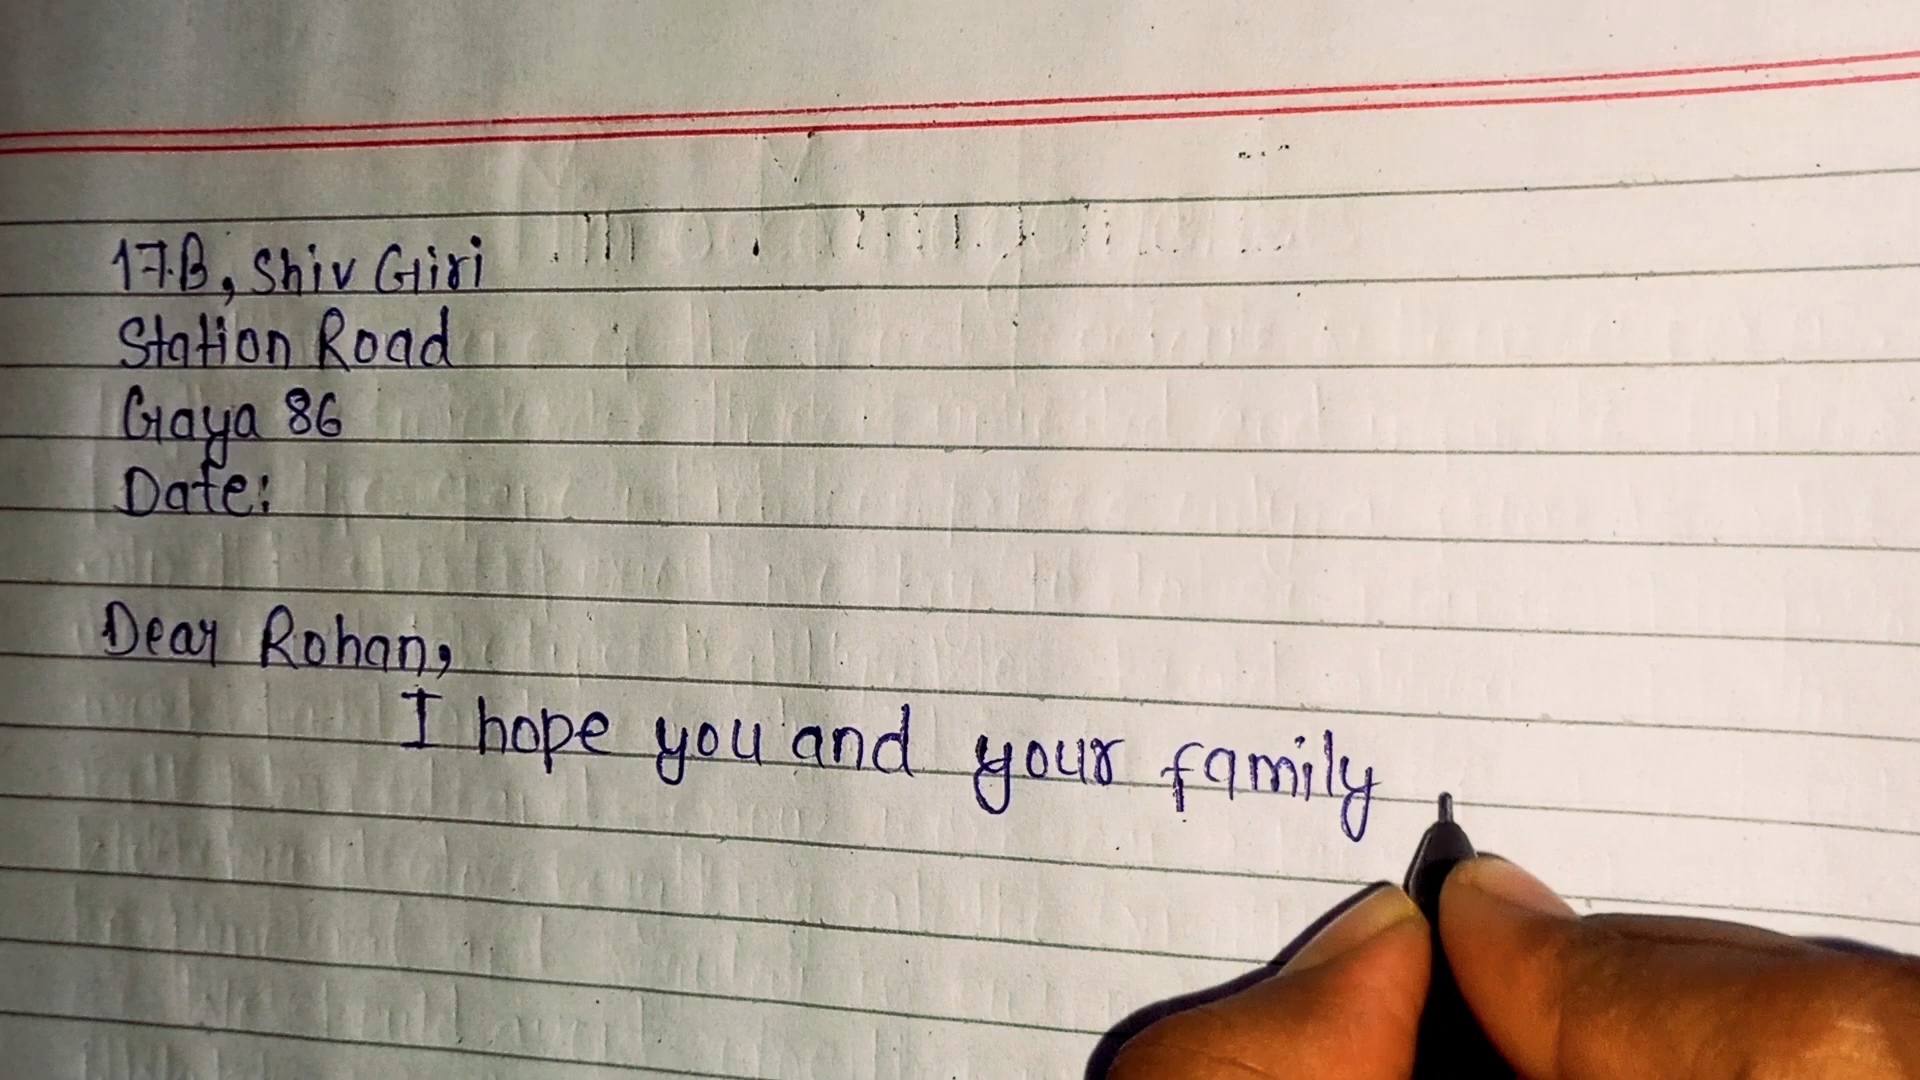 17.B, Shiv Giri
Station Road
Gaya 86
Date:
Dear Rohan,
I hope you and your family